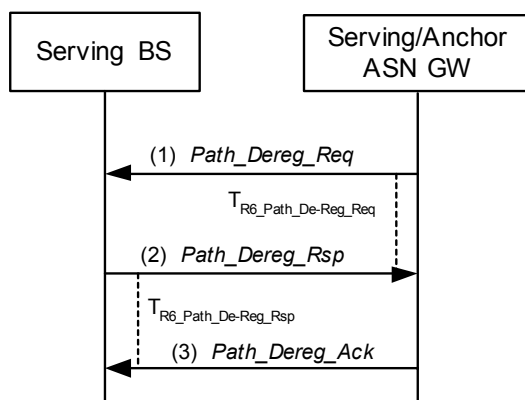 Serving BS
Serving/Anchor
ASN GW
(1) Path_Dereg_Req
TR6_Path_De-Reg_Req
(2) Path_Dereg_Rsp
TR6_Path_De-Reg_Rsp
(3) Path_Dereg_Ack